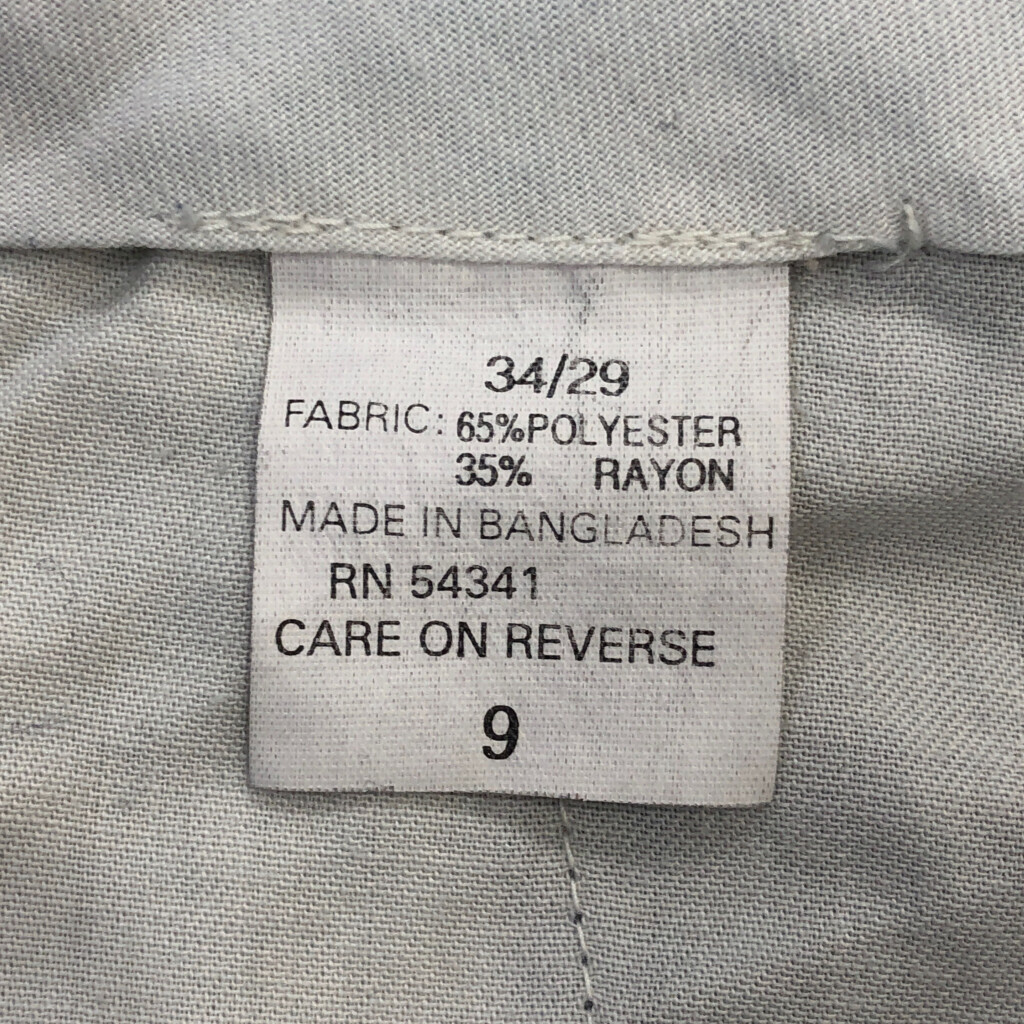 34/29
FABRIC: 65%POLYESTER
35% RAYON
MADE IN BANGLADESH
RN 54341
CARE ON REVERSE
9